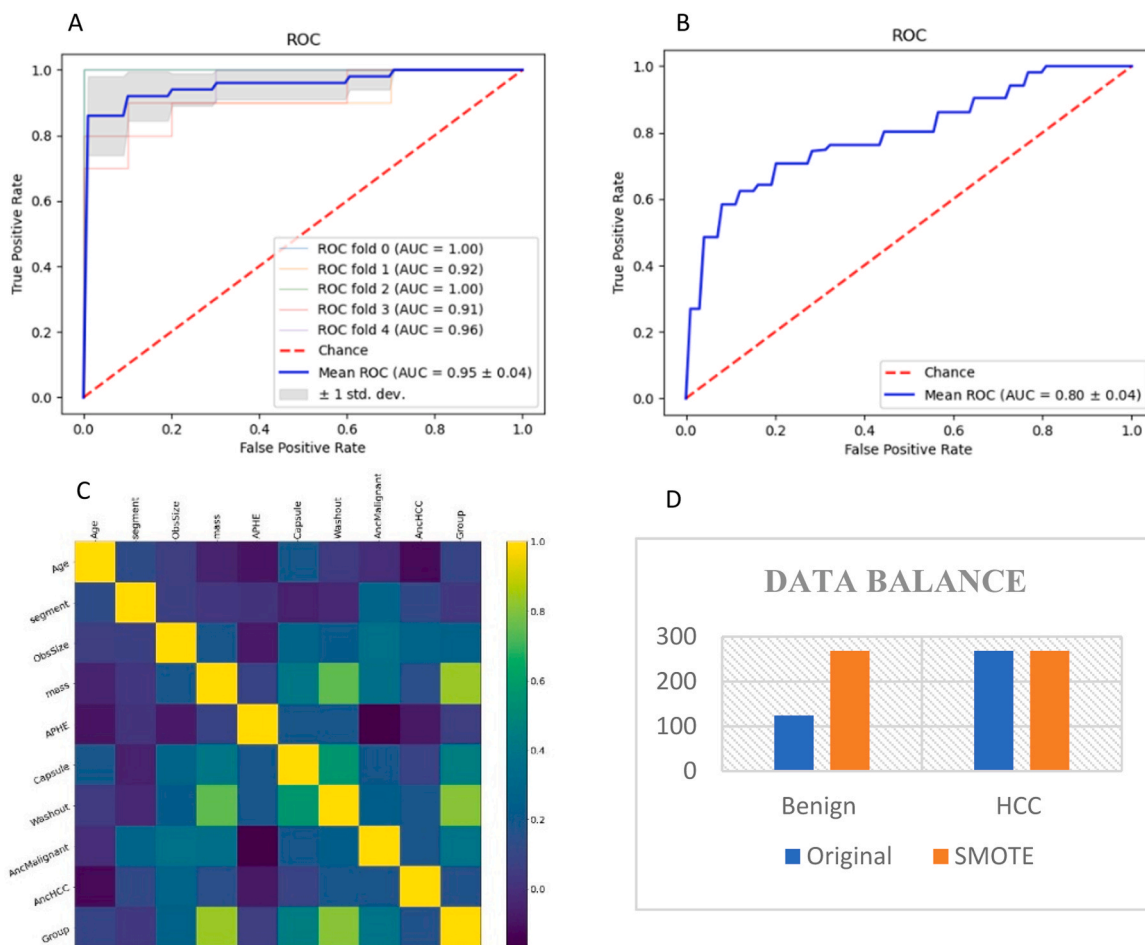 A
ROC
1.0
0.8
0.6
0.4
0.2
0.0
True Positive Rate
0.0 0.2 0.4 0.6 0.8 1.0
False Positive Rate
ROC fold 0 (AUC = 1.00)
ROC fold 1 (AUC = 0.92)
ROC fold 2 (AUC = 1.00)
ROC fold 3 (AUC = 0.91)
ROC fold 4 (AUC = 0.96)
Chance
Mean ROC (AUC = 0.95 ± 0.04)
± 1 std. dev.
B
ROC
1.0
0.8
0.6
0.4
0.2
0.0
True Positive Rate
0.0 0.2 0.4 0.6 0.8 1.0
False Positive Rate
Chance
Mean ROC (AUC = 0.80 ± 0.04)
C
Age segment ObsSize mass APHE Capsule Washout AncMalignant AncHCC Group
Age
segment
ObsSize
mass
APHE
Capsule
Washout
AncMalignant
AncHCC
Group
1.0
0.8
0.6
0.4
0.2
0.0
D
DATA BALANCE
300
200
100
0
Benign HCC
Original SMOTE